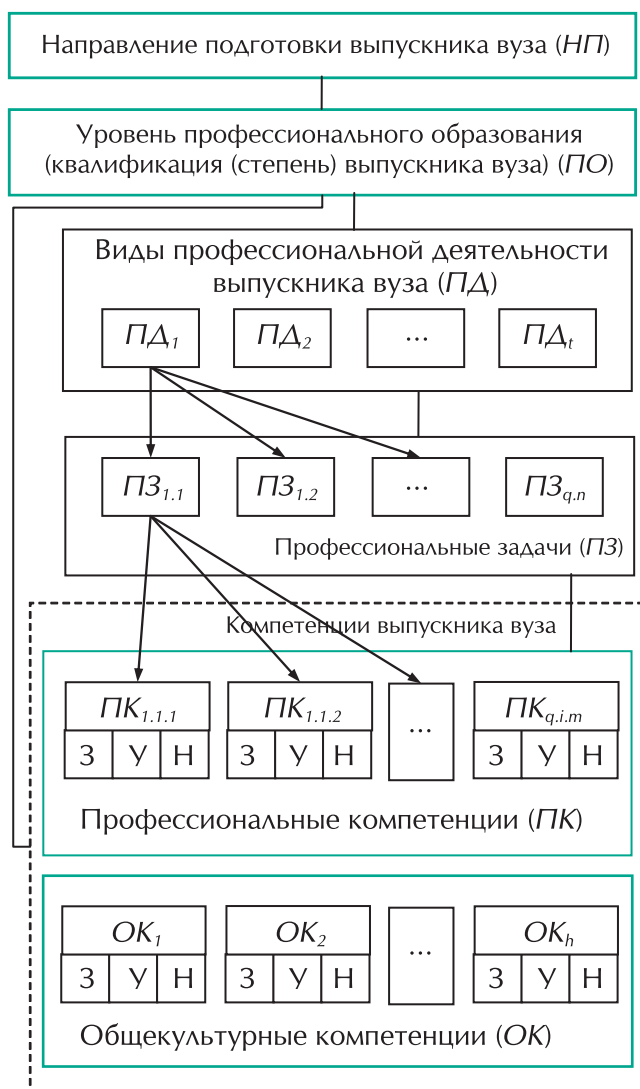 Направление подготовки выпускника вуза (НП)
Уровень профессионального образования
(квалификация (степень) выпускника вуза) (ПО)
Виды профессиональной деятельности
выпускника вуза (ПД)
ПД1 ПД2 ... ПДt
ПЗ1.1 ПЗ1.2 ... ПЗq.n
Профессиональные задачи (ПЗ)
Компетенции выпускника вуза
ПК1.1.1 ПК1.1.2 ... ПКq.i.m
З У Н З У Н З У Н
Профессиональные компетенции (ПК)
ОК1 ОК2 ... ОКh
З У Н З У Н З У Н
Общекультурные компетенции (ОК)